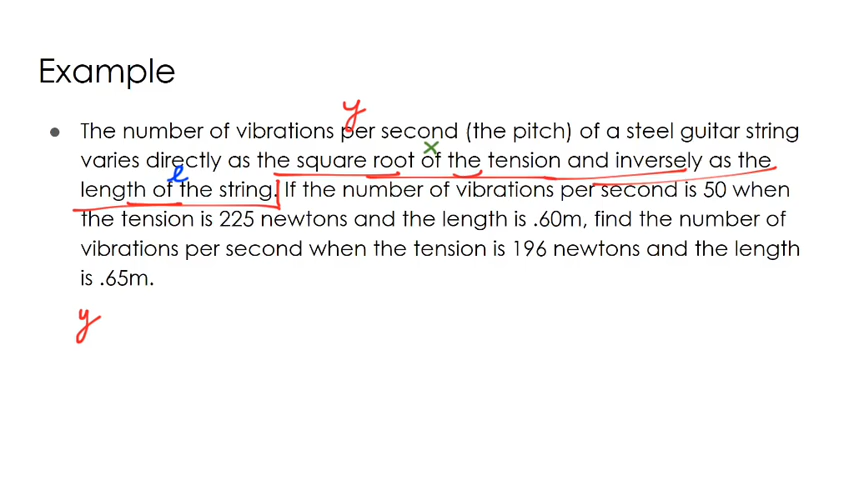 Example
y
• The number of vibrations per second (the pitch) of a steel guitar string
x
varies directly as the square root of the tension and inversely as the
l
length of the string. If the number of vibrations per second is 50 when
the tension is 225 newtons and the length is .60m, find the number of
vibrations per second when the tension is 196 newtons and the length
is .65m.
y